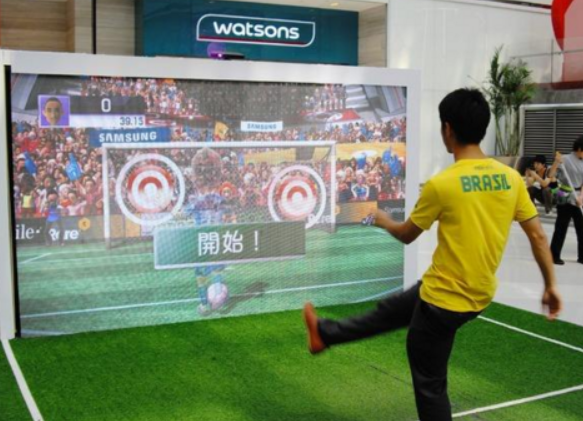 watsons
0
39.15
SAMSUNG
SAMSUNG
開始！
BRASIL